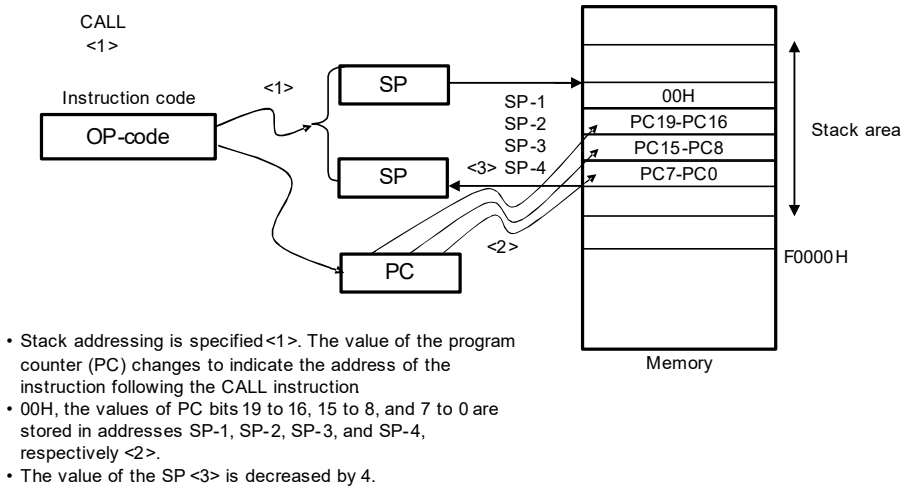 CALL
<1>
Instruction code
OP-code
<1>
SP
SP
PC
SP-1
SP-2
SP-3
<3> SP-4
<2>
00H
PC19-PC16
PC15-PC8
PC7-PC0
Stack area
F0000H
Memory
• Stack addressing is specified <1>. The value of the program
counter (PC) changes to indicate the address of the
instruction following the CALL instruction
• 00H, the values of PC bits 19 to 16, 15 to 8, and 7 to 0 are
stored in addresses SP-1, SP-2, SP-3, and SP-4,
respectively <2>.
• The value of the SP <3> is decreased by 4.